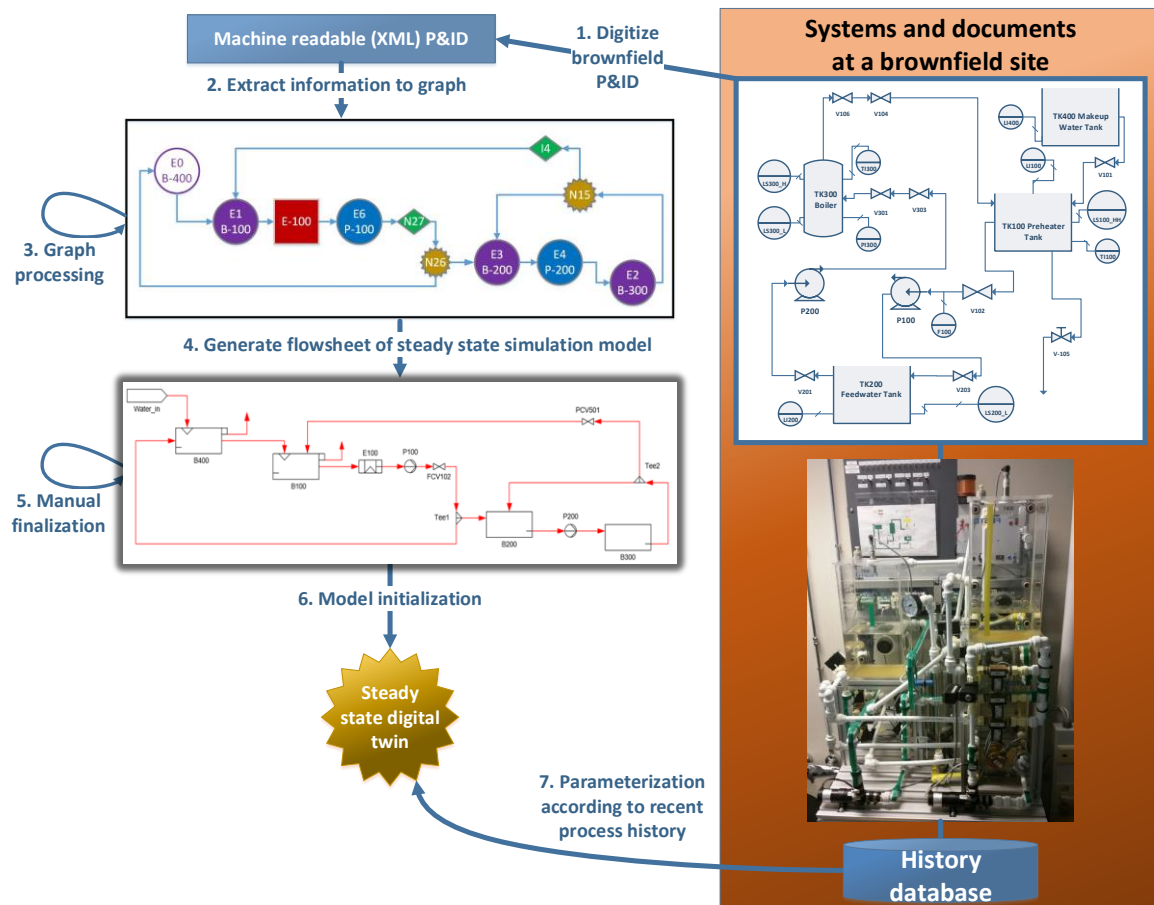 Machine readable (XML) P&ID
1. Digitize
brownfield
P&ID
2. Extract information to graph
E0
B-400
E1
B-100
E-100
E6
P-100
N27
N26
I4
N15
E3
B-200
E4
P-200
E2
B-300
3. Graph
processing
4. Generate flowsheet of steady state simulation model
Water_in
B400
B100
E100
P100
FCV102
PCV501
Tee1
Tee2
B200
P200
B300
5. Manual
finalization
6. Model initialization
Steady
state digital
twin
7. Parameterization
according to recent
process history
Systems and documents
at a brownfield site
V106
V104
TK400 Makeup
Water Tank
LI400
LI100
V101
LS300_H
TI300
TK300
Boiler
V301
V303
LS300_L
PI300
LS100_HH
TK100 Preheater
Tank
TI100
P200
P100
V102
F100
V-105
V201
TK200
Feedwater Tank
V203
LI200
LS200_L
History
database